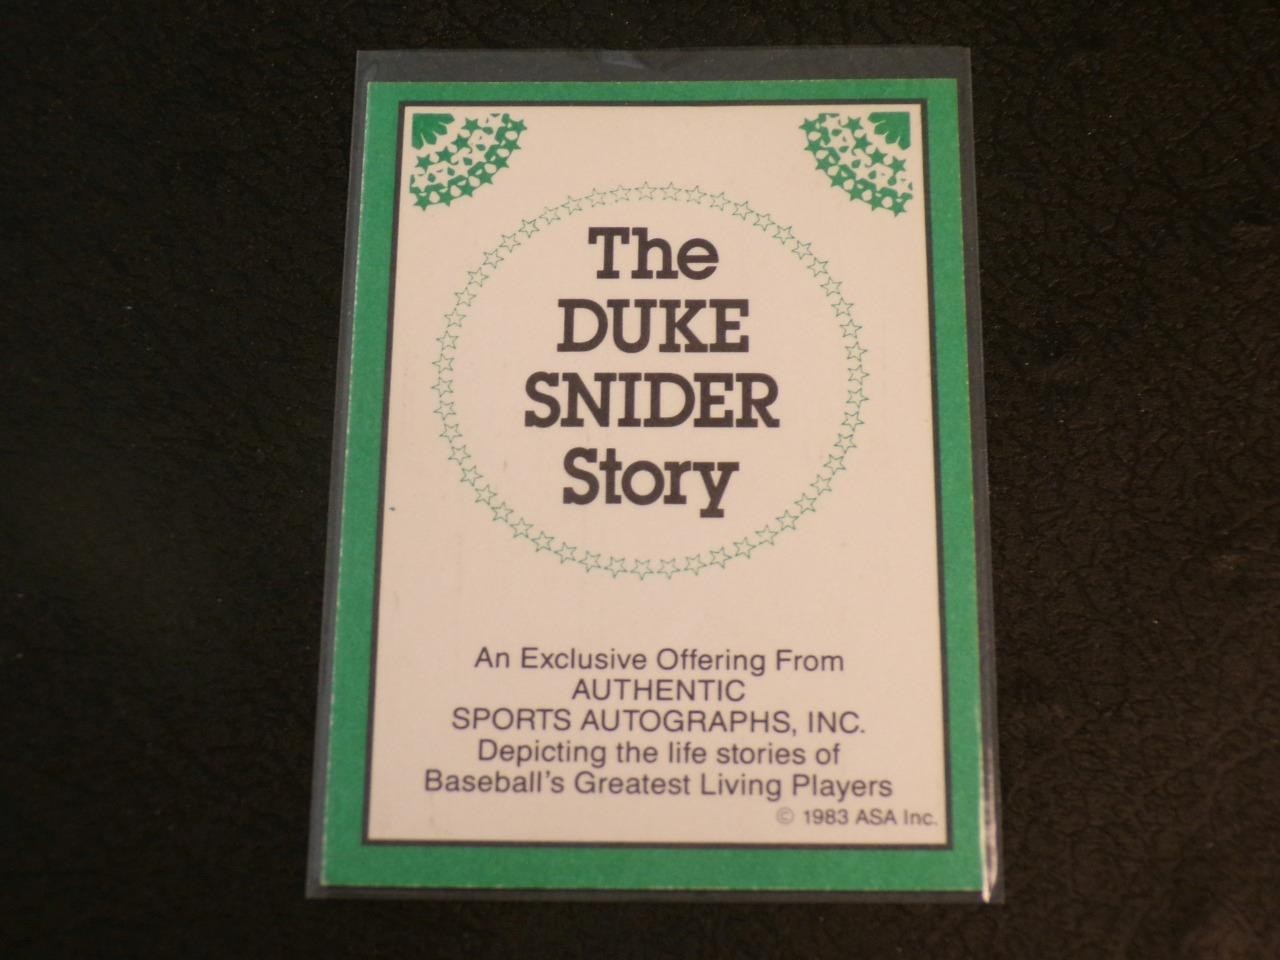 The
DUKE
SNIDER
Story
An Exclusive Offering From
AUTHENTIC
SPORTS AUTOGRAPHS, INC.
Depicting the life stories of
Baseball's Greatest Living Players
© 1983 ASA Inc.